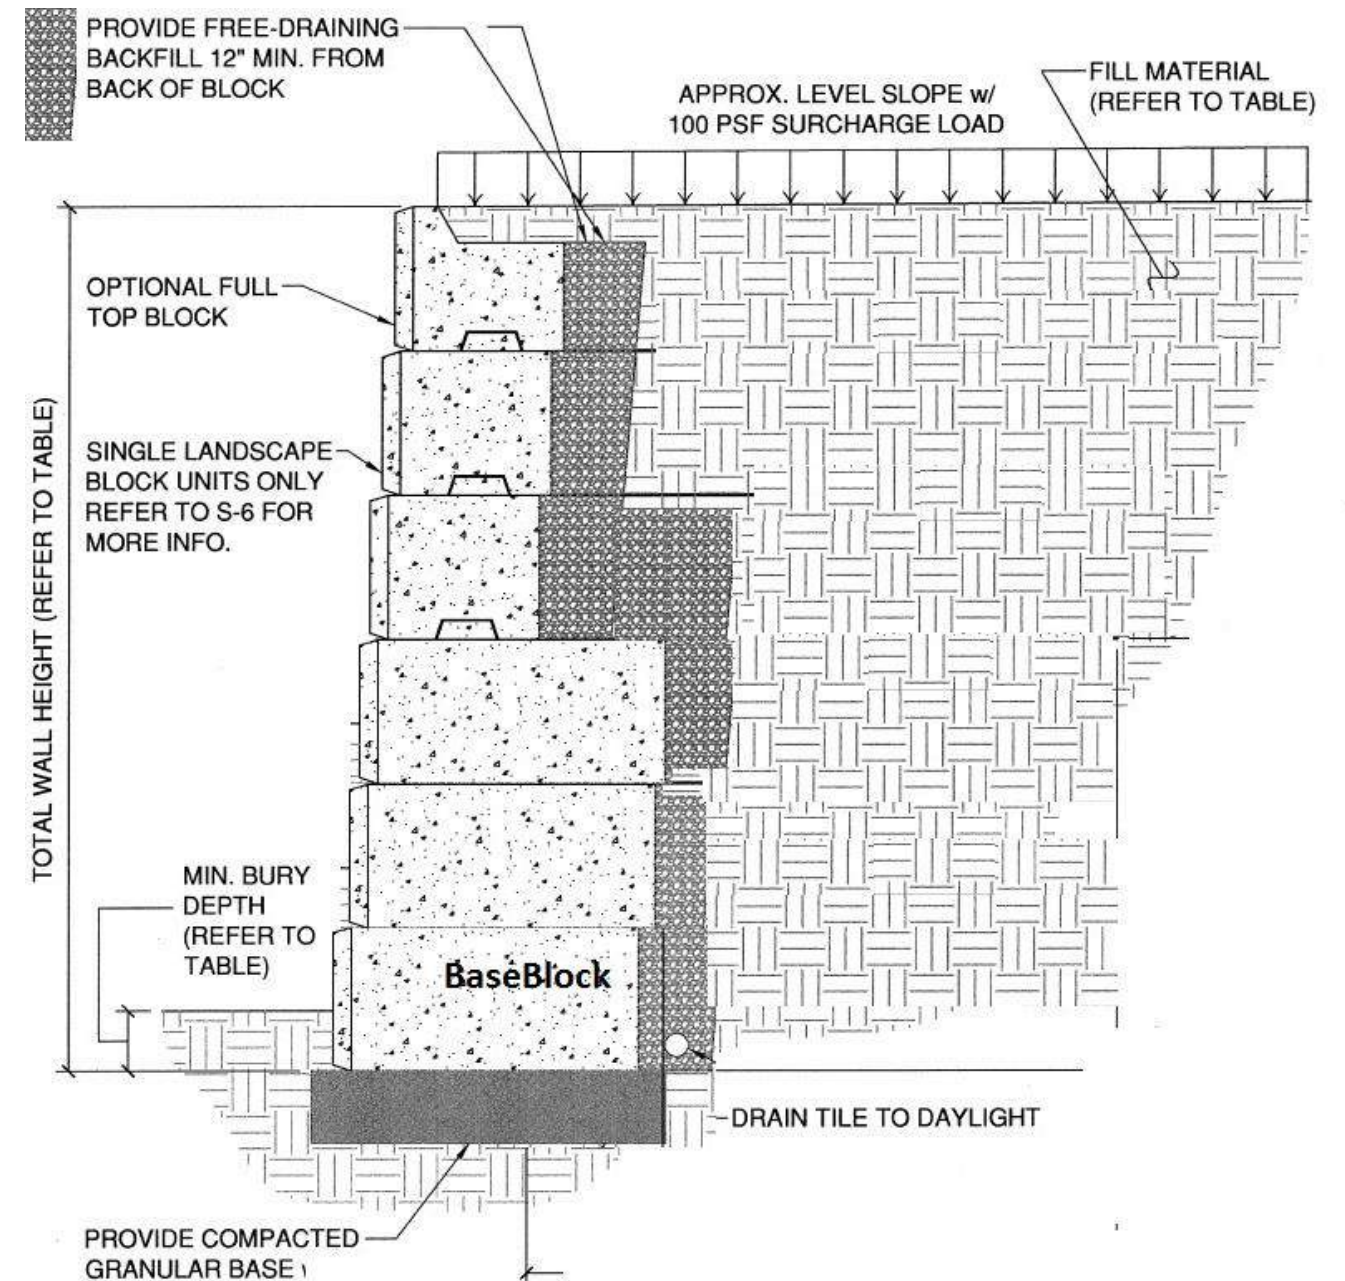 PROVIDE FREE-DRAINING
BACKFILL 12" MIN. FROM
BACK OF BLOCK
APPROX. LEVEL SLOPE w/
100 PSF SURCHARGE LOAD
FILL MATERIAL
(REFER TO TABLE)
OPTIONAL FULL
TOP BLOCK
TOTAL WALL HEIGHT (REFER TO TABLE)
SINGLE LANDSCAPE
BLOCK UNITS ONLY
REFER TO S-6 FOR
MORE INFO.
MIN. BURY
DEPTH
(REFER TO
TABLE)
BaseBlock
DRAIN TILE TO DAYLIGHT
PROVIDE COMPACTED
GRANULAR BASE